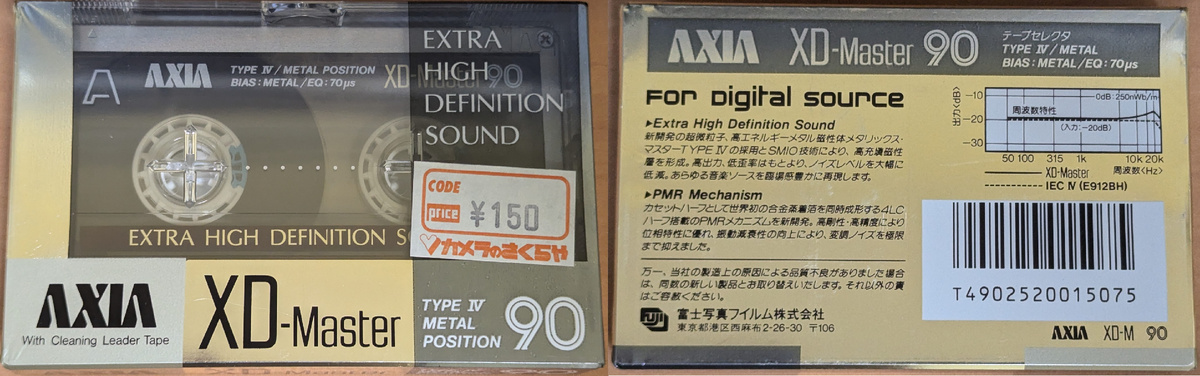 A
AXIA
TYPE IV/METAL POSITION
BIAS:METAL/EQ:70μs
XD-Master 90
EXTRA
HIGH
DEFINITION
SOUND
CODE
price ¥150
カメラのさくらや
EXTRA HIGH DEFINITION SO
AXIA
With Cleaning Leader Tape
XD-Master
TYPE IV
METAL
POSITION
90
AXIA XD-Master 90
テープセレクタ
TYPE IV/METAL
BIAS:METAL/EQ:70μs
For Digital source
▶Extra High Definition Sound
新開発の超微粒子、高エネルギーメタル磁性体メタリックス・
マスターTYPE IVの採用とSMIO技術により、高充填磁性
層を形成。高出力、低歪率はもとより、ノイズレベルを大幅に
低減。あらゆる音楽ソースを臨場感豊かに再現します。
▶PMR Mechanism
カセットハーフとして世界初の合金蒸着箔を同時成形する4LC
ハーフ搭載のPMRメカニズムを新開発。高剛性・高精度により
位相特性に優れ、振動減衰性の向上により、変調ノイズを極限
まで抑えました。
万一、当社の製造上の原因による品質不良がありました場合
は、同数の新しい製品とお取り替えいたします。それ以外の責
はご容赦ください。
FUJI
富士写真フイルム株式会社
東京都港区西麻布2-26-30 〒106
出力<dB>
-10
-20
-30
0dB:250nWb/m
周波数特性
(入力:-20dB)
50 100 315 1k 10k 20k
周波数<Hz>
XD-Master
IEC IV (E912BH)
T4902520015075
AXIA XD-M 90